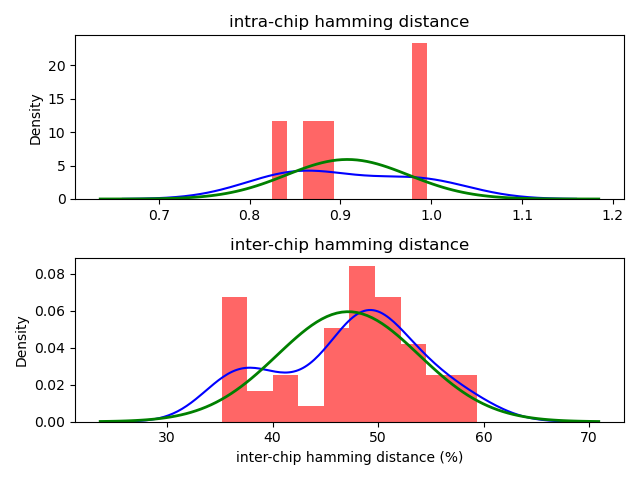 intra-chip hamming distance
20
15
10
5
0
Density
0.7 0.8 0.9 1.0 1.1 1.2
inter-chip hamming distance
0.08
0.06
0.04
0.02
0.00
Density
30 40 50 60 70
inter-chip hamming distance (%)